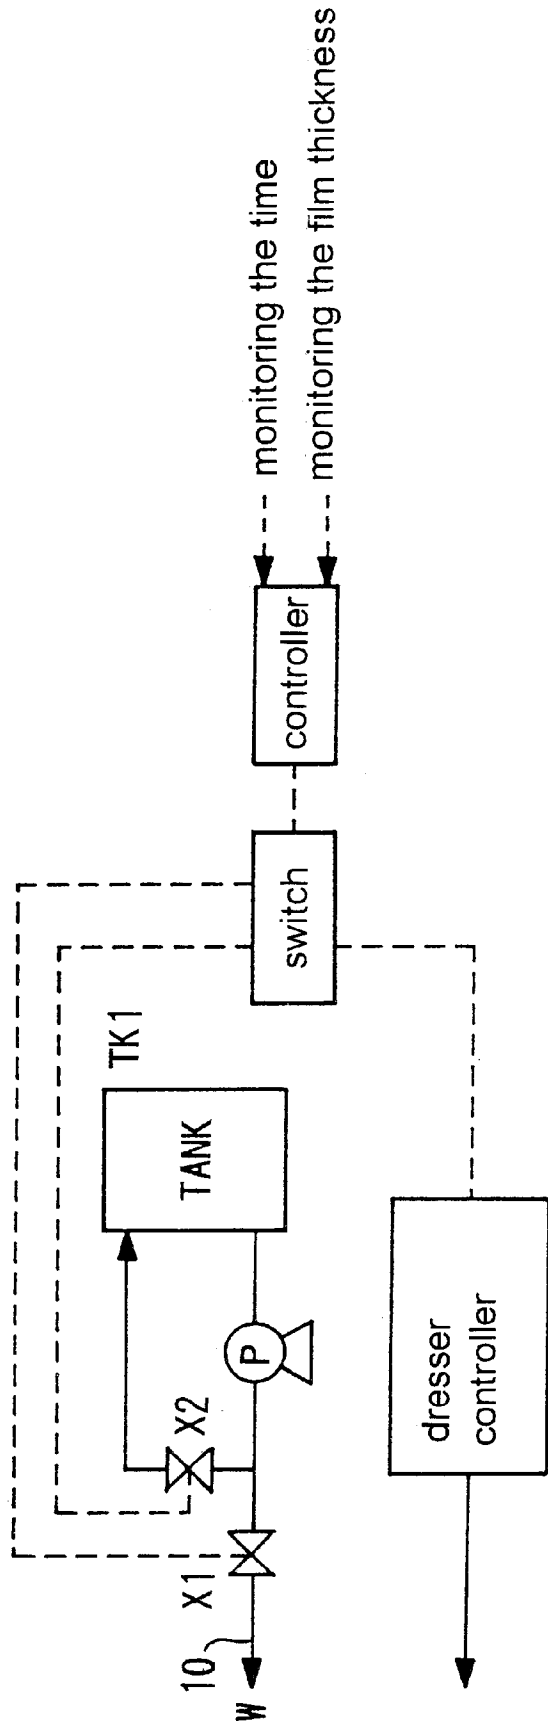 TK1
TANK
P
X2
X1
10
W
switch
controller
monitoring the time
monitoring the film thickness
dresser
controller